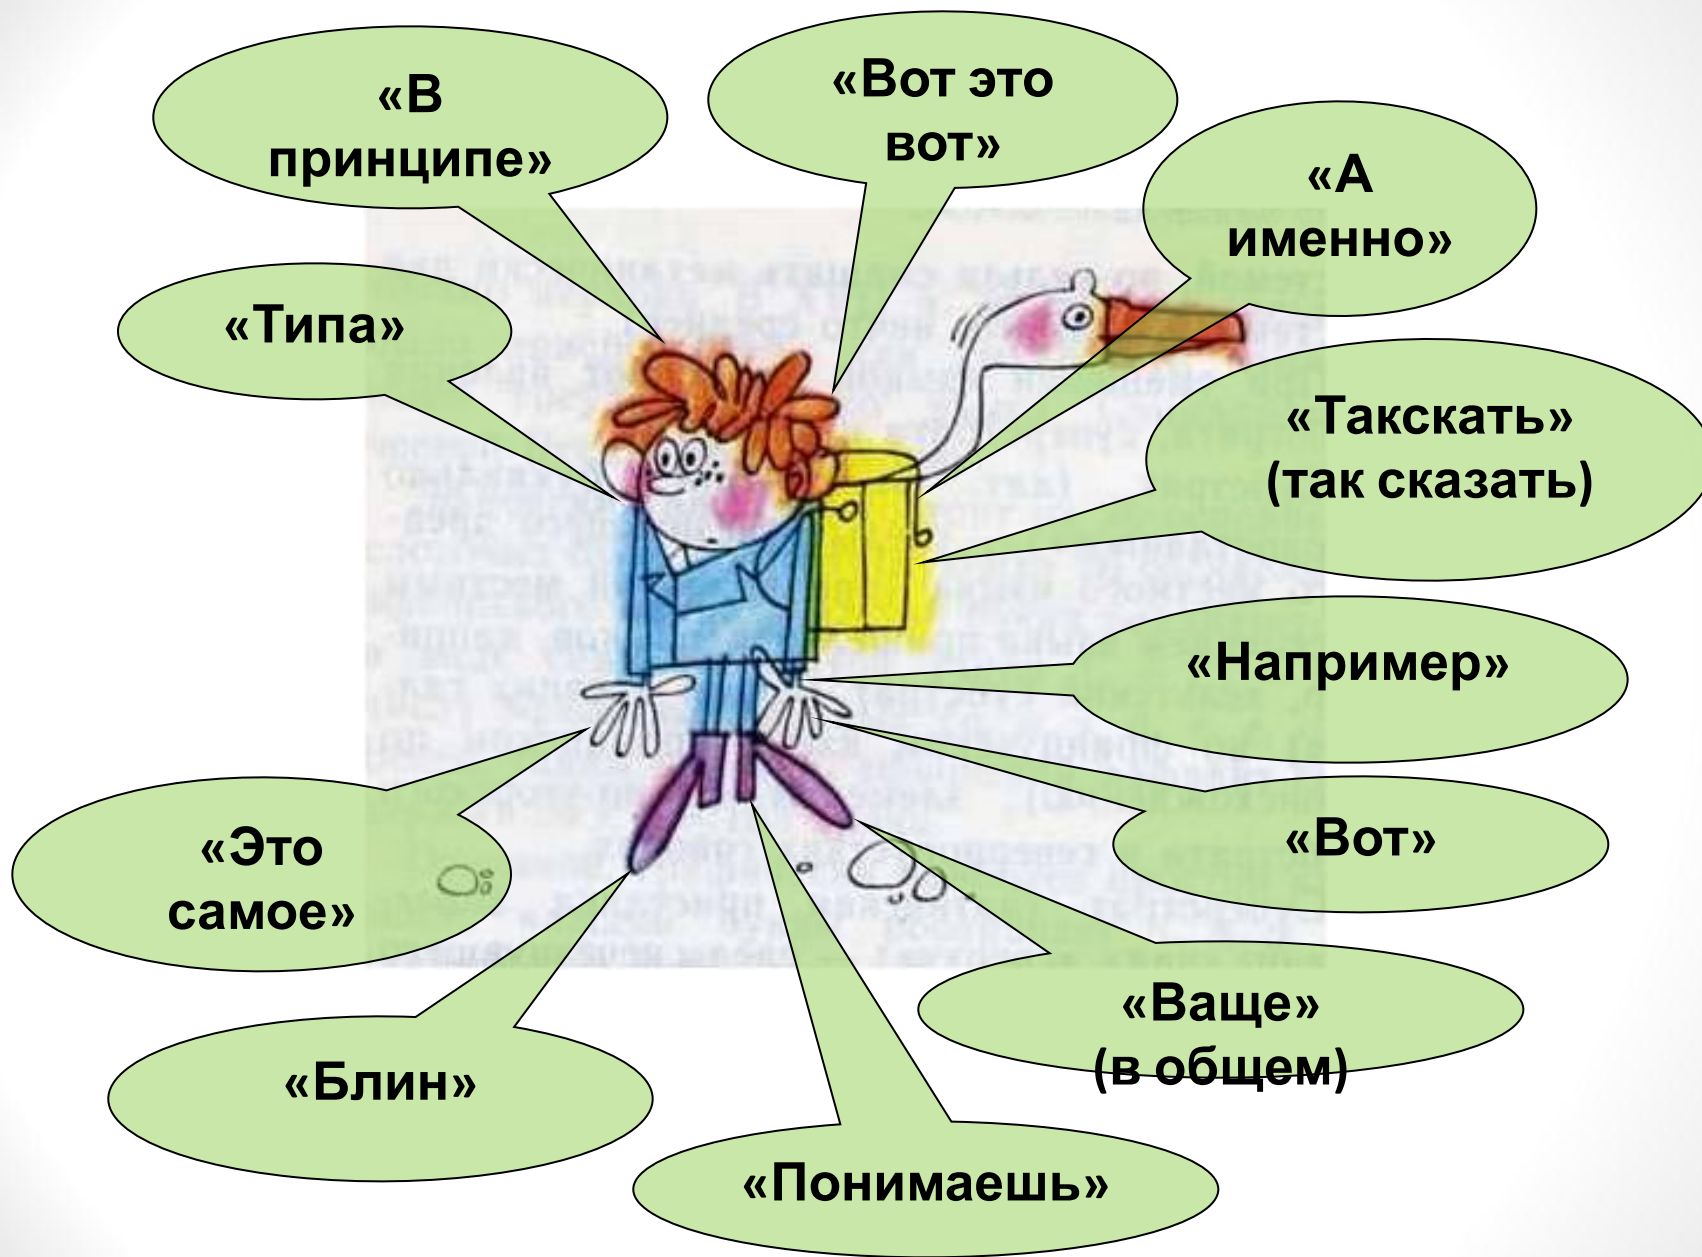 «В
принципе»
«Вот это
вот»
«А
именно»
«Типа»
«Такскать»
(так сказать)
«Например»
«Вот»
«Это
самое»
«Ваще»
(в общем)
«Блин»
«Понимаешь»